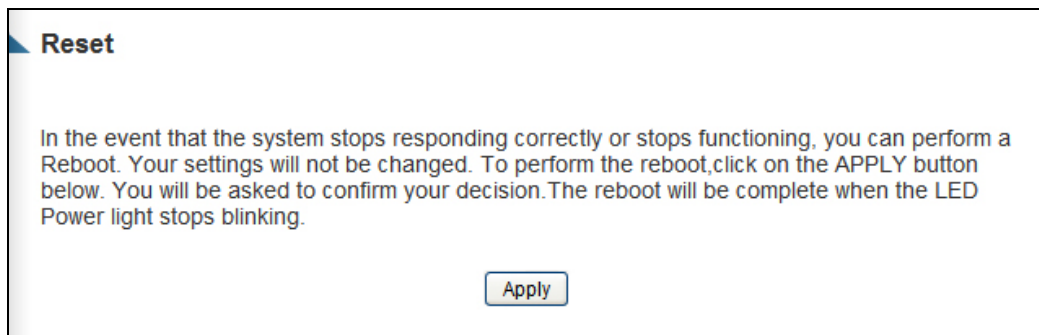 Reset
In the event that the system stops responding correctly or stops functioning, you can perform a
Reboot. Your settings will not be changed. To perform the reboot,click on the APPLY button
below. You will be asked to confirm your decision.The reboot will be complete when the LED
Power light stops blinking.
Apply